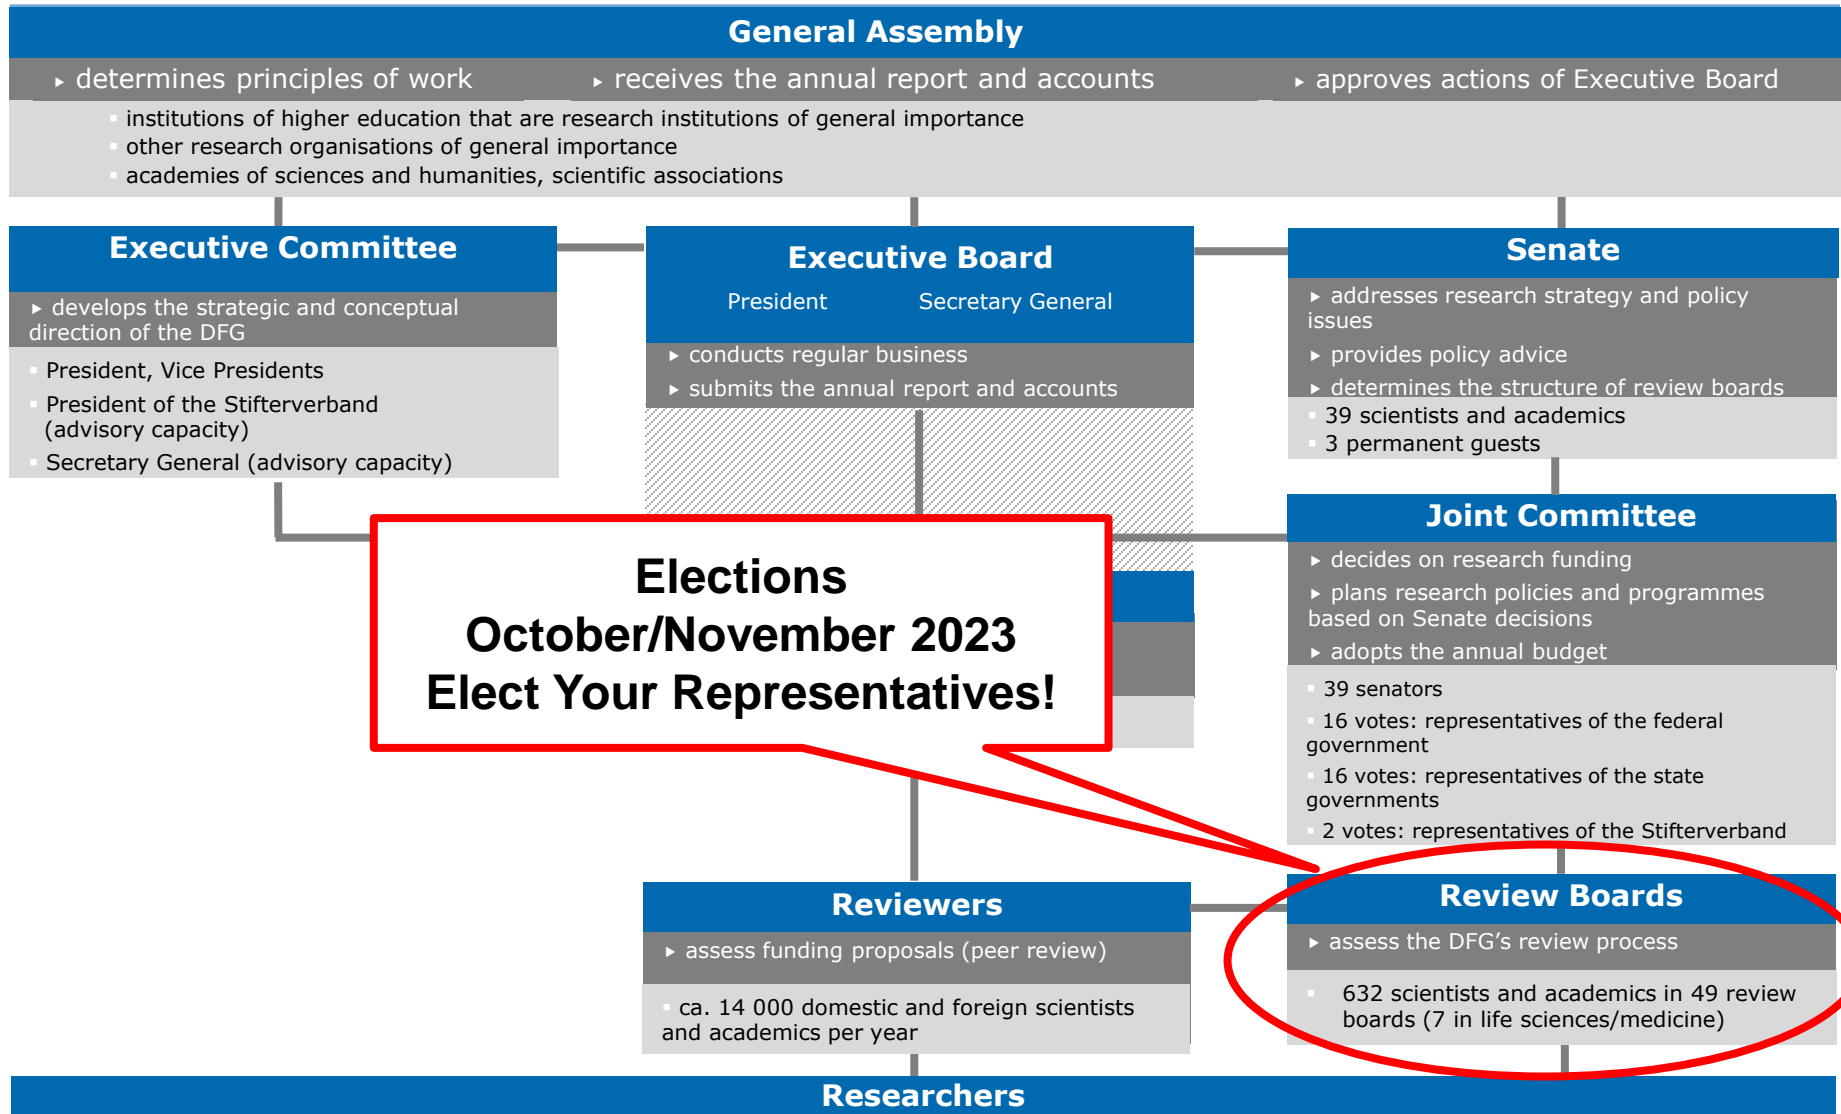 General Assembly
▸ determines principles of work
▸ receives the annual report and accounts
▸ approves actions of Executive Board
▪ institutions of higher education that are research institutions of general importance
▪ other research organisations of general importance
▪ academies of sciences and humanities, scientific associations
Executive Committee
▸ develops the strategic and conceptual
direction of the DFG
▪ President, Vice Presidents
▪ President of the Stifterverband
(advisory capacity)
▪ Secretary General (advisory capacity)
Executive Board
President Secretary General
▸ conducts regular business
▸ submits the annual report and accounts
Senate
▸ addresses research strategy and policy
issues
▸ provides policy advice
▸ determines the structure of review boards
▪ 39 scientists and academics
▪ 3 permanent guests
Elections
October/November 2023
Elect Your Representatives!
Joint Committee
▸ decides on research funding
▸ plans research policies and programmes
based on Senate decisions
▸ adopts the annual budget
▪ 39 senators
▪ 16 votes: representatives of the federal
government
▪ 16 votes: representatives of the state
governments
▪ 2 votes: representatives of the Stifterverband
Reviewers
▸ assess funding proposals (peer review)
▪ ca. 14 000 domestic and foreign scientists
and academics per year
Review Boards
▸ assess the DFG’s review process
▪ 632 scientists and academics in 49 review
boards (7 in life sciences/medicine)
Researchers